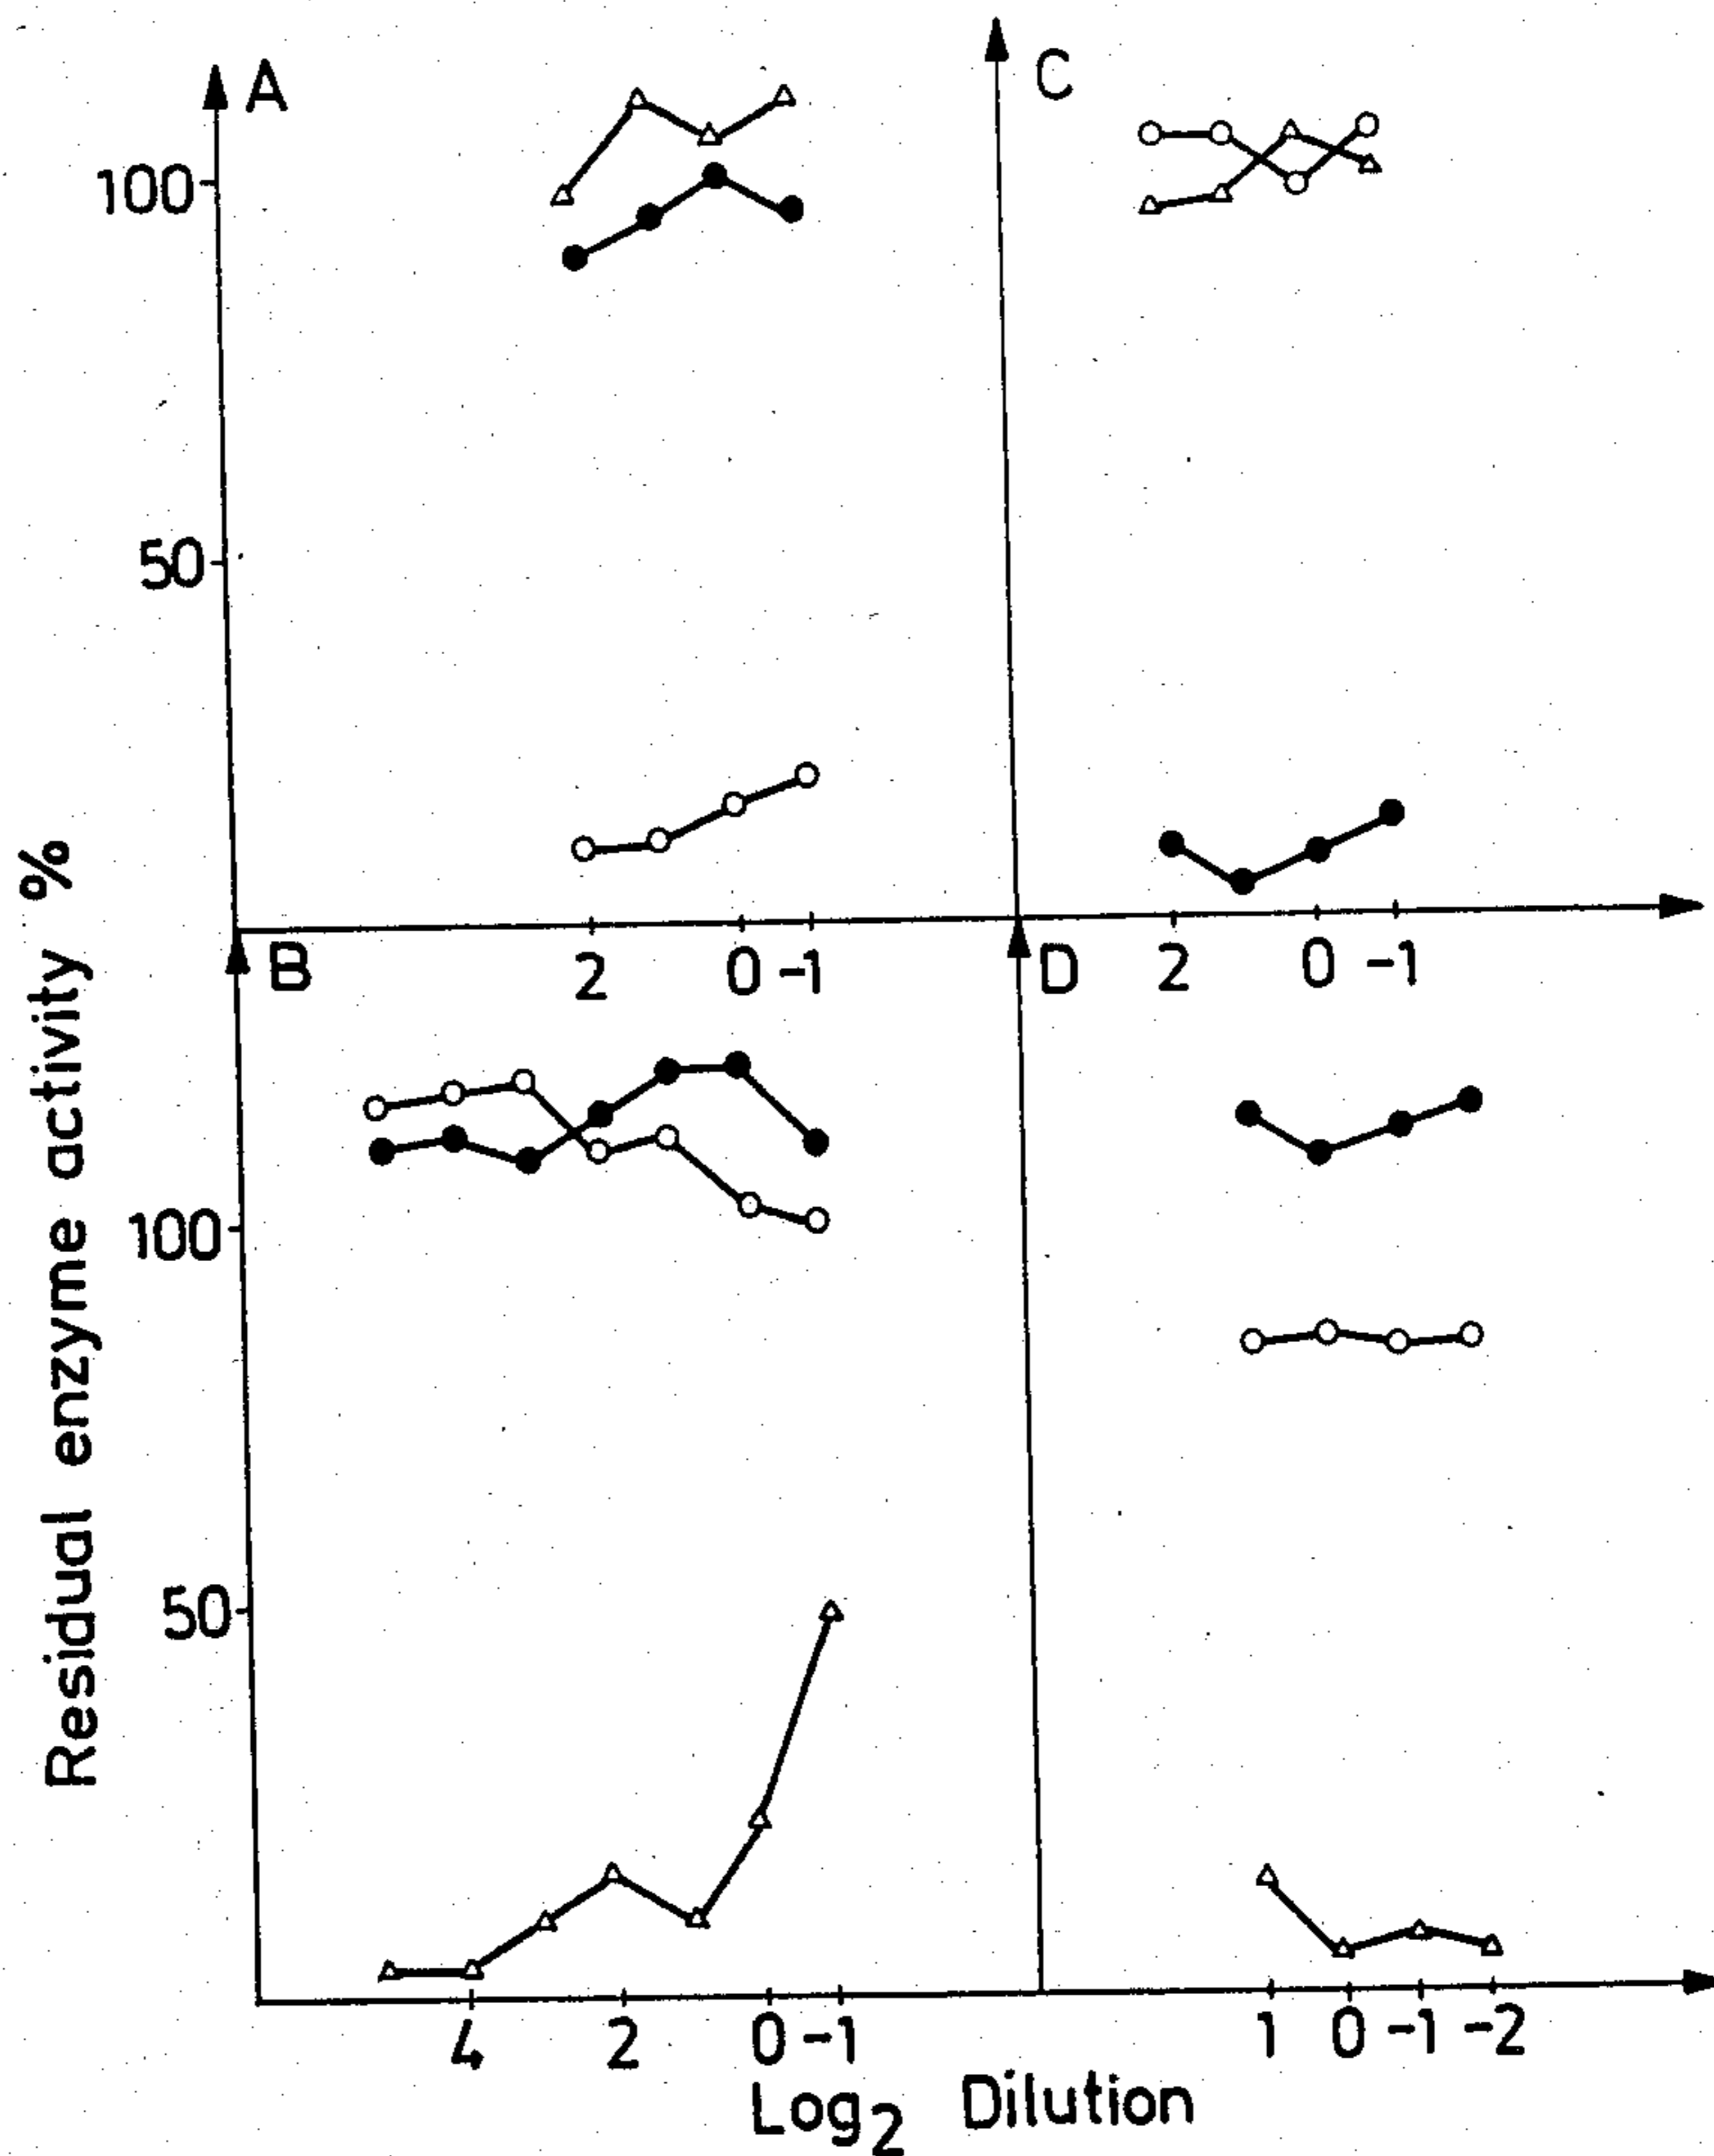 A
C
100
50
2 0 -1
2 0 -1
B
D
100
50
4 2 0 -1
1 0 -1 -2
Residual enzyme activity %
Log2 Dilution